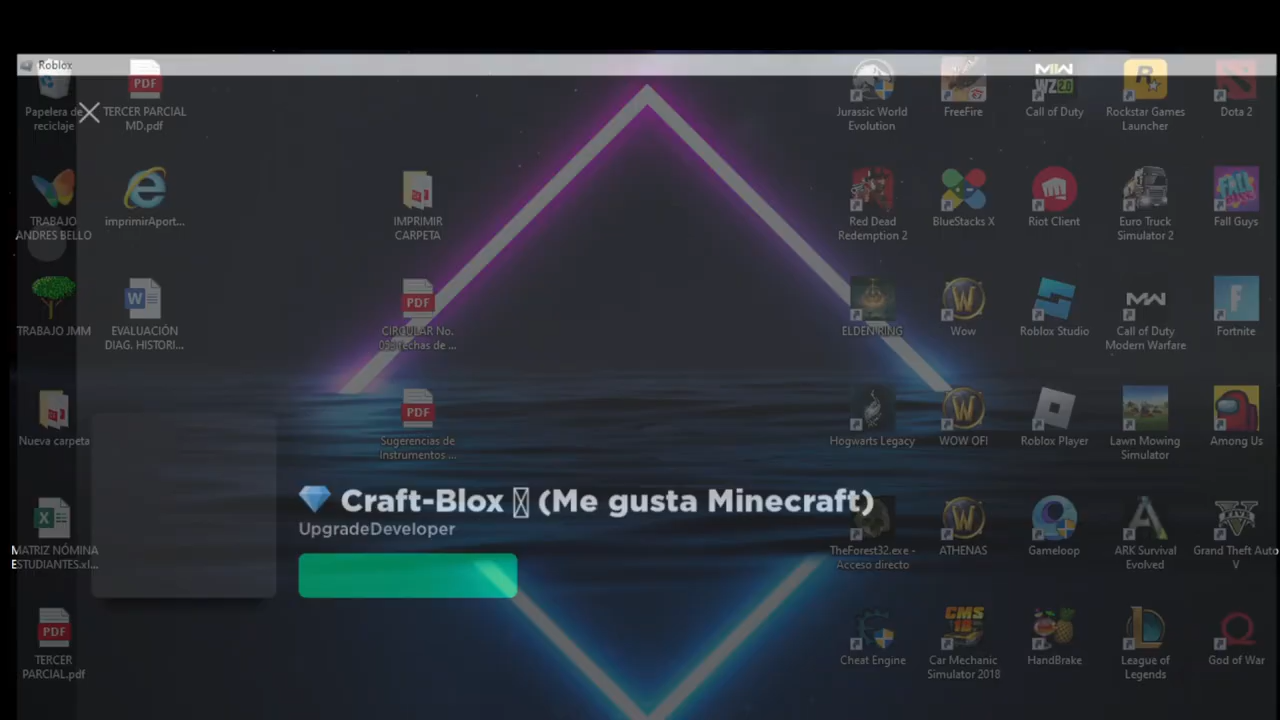 Roblox
Papelera de
reciclaje
TERCER PARCIAL
MD.pdf
Jurassic World
Evolution
FreeFire
Call of Duty
Rockstar Games
Launcher
Dota 2
TRABAJO
ANDRES BELLO
imprimirAport...
IMPRIMIR
CARPETA
Red Dead
Redemption 2
BlueStacks X
Riot Client
Euro Truck
Simulator 2
Fall Guys
TRABAJO JMM
EVALUACIÓN
DIAG. HISTORI...
CIRCULAR No.
ELDEN RING
Wow
Roblox Studio
Call of Duty
Modern Warfare
Fortnite
Nueva carpeta
Sugerencias de
Instrumentos ...
Hogwarts Legacy
WOW OFI
Roblox Player
Lawn Mowing
Simulator
Among Us
Craft-Blox (Me gusta Minecraft)
UpgradeDeveloper
MATRIZ NÓMINA
ESTUDIANTES.xl...
TheForest32.exe -
Acceso directo
ATHENAS
Gameloop
ARK Survival
Evolved
Grand Theft Auto
V
TERCER
PARCIAL.pdf
Cheat Engine
Car Mechanic
Simulator 2018
HandBrake
League of
Legends
God of War